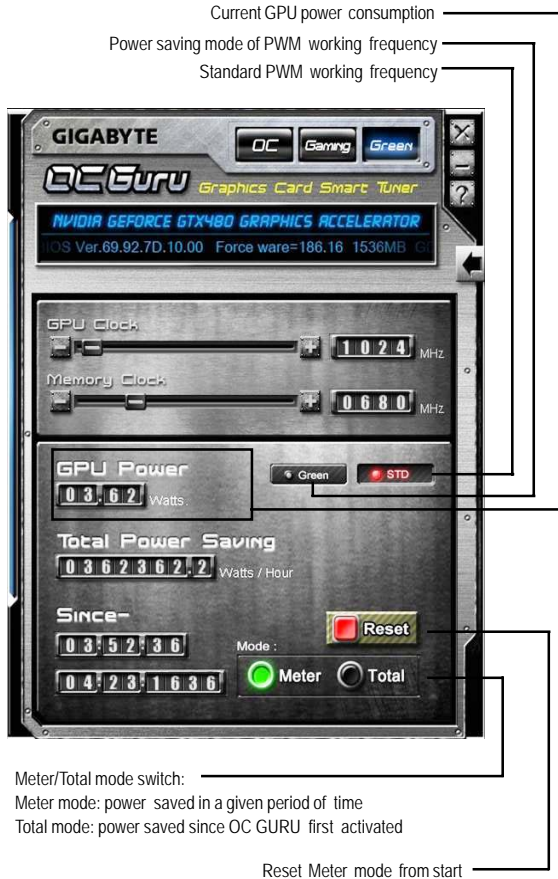 Current GPU power consumption
Power saving mode of PWM working frequency
Standard PWM working frequency
GIGABYTE
OC Gaming Green
OC Guru Graphics Card Smart Tuner
NVIDIA GEFORCE GTX480 GRAPHICS ACCELERATOR
IOS Ver.69.92.7D.10.00 Force ware=186.16 1536MB
GPU Clock
1024 MHz
Memory Clock
0680 MHz
GPU Power
Green STD
03.62 Watts
Total Power Saving
0362362.2 Watts / Hour
Since-
Reset
03:52:36
Mode :
Meter Total
04:23:1636
Meter/Total mode switch:
Meter mode: power saved in a given period of time
Total mode: power saved since OC GURU first activated
Reset Meter mode from start